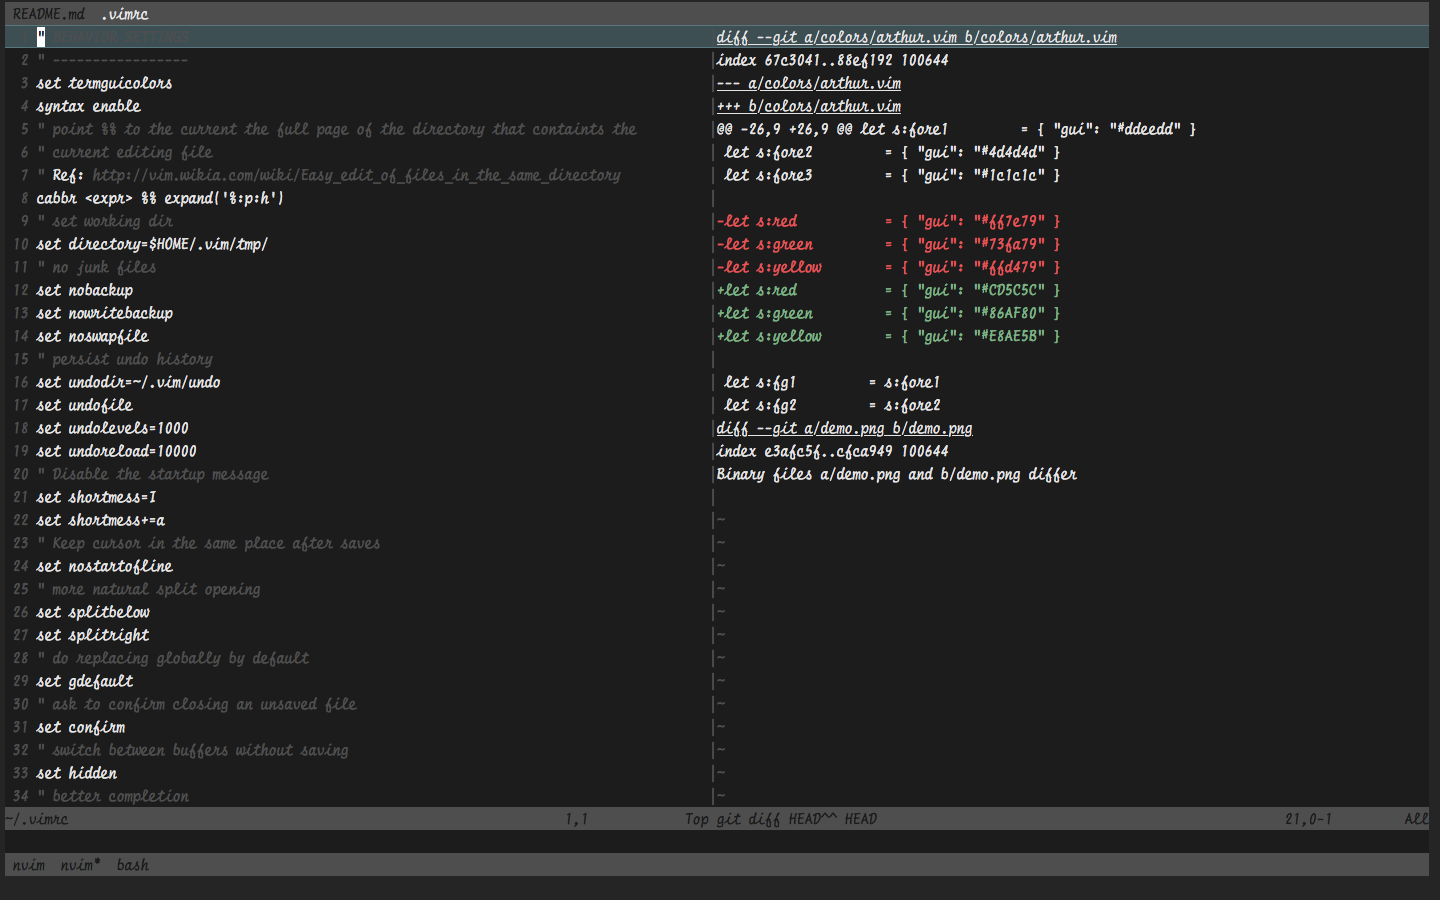 README.md  .vimrc
1 " BEHAVIOR SETTINGS
2 " -----------------
3 set termguicolors
4 syntax enable
5 " point %% to the current the full page of the directory that containts the
6 " current editing file
7 " Ref: http://vim.wikia.com/wiki/Easy_edit_of_files_in_the_same_directory
8 cabbr <expr> %% expand('%:p:h')
9 " set working dir
10 set directory=$HOME/.vim/tmp/
11 " no junk files
12 set nobackup
13 set nowritebackup
14 set noswapfile
15 " persist undo history
16 set undodir=~/.vim/undo
17 set undofile
18 set undolevels=1000
19 set undoreload=10000
20 " Disable the startup message
21 set shortmess=I
22 set shortmess+=a
23 " Keep cursor in the same place after saves
24 set nostartofline
25 " more natural split opening
26 set splitbelow
27 set splitright
28 " do replacing globally by default
29 set gdefault
30 " ask to confirm closing an unsaved file
31 set confirm
32 " switch between buffers without saving
33 set hidden
34 " better completion
diff --git a/colors/arthur.vim b/colors/arthur.vim
index 67c3041..88ef192 100644
--- a/colors/arthur.vim
+++ b/colors/arthur.vim
@@ -26,9 +26,9 @@ let s:fore1         = { "gui": "#ddeedd" }
 let s:fore2         = { "gui": "#4d4d4d" }
 let s:fore3         = { "gui": "#1c1c1c" }
-let s:red           = { "gui": "#ff7e79" }
-let s:green         = { "gui": "#73fa79" }
-let s:yellow        = { "gui": "#ffd479" }
+let s:red           = { "gui": "#CD5C5C" }
+let s:green         = { "gui": "#86AF80" }
+let s:yellow        = { "gui": "#E8AE5B" }
 let s:fg1         = s:fore1
 let s:fg2         = s:fore2
diff --git a/demo.png b/demo.png
index e3afc5f..cfca949 100644
Binary files a/demo.png and b/demo.png differ
~
~
~
~
~
~
~
~
~
~
~
~
~
~/.vimrc 1,1 Top git diff HEAD^^ HEAD 21,0-1 All
nvim  nvim*  bash